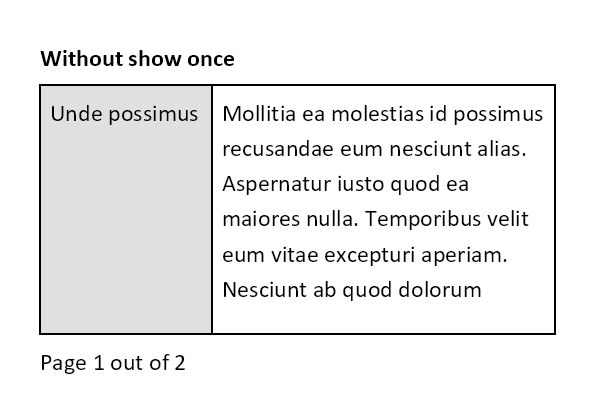 Without show once
Unde possimus
Mollitia ea molestias id possimus
recusandae eum nesciunt alias.
Aspernatur iusto quod ea
maiores nulla. Temporibus velit
eum vitae excepturi aperiam.
Nesciunt ab quod dolorum
Page 1 out of 2